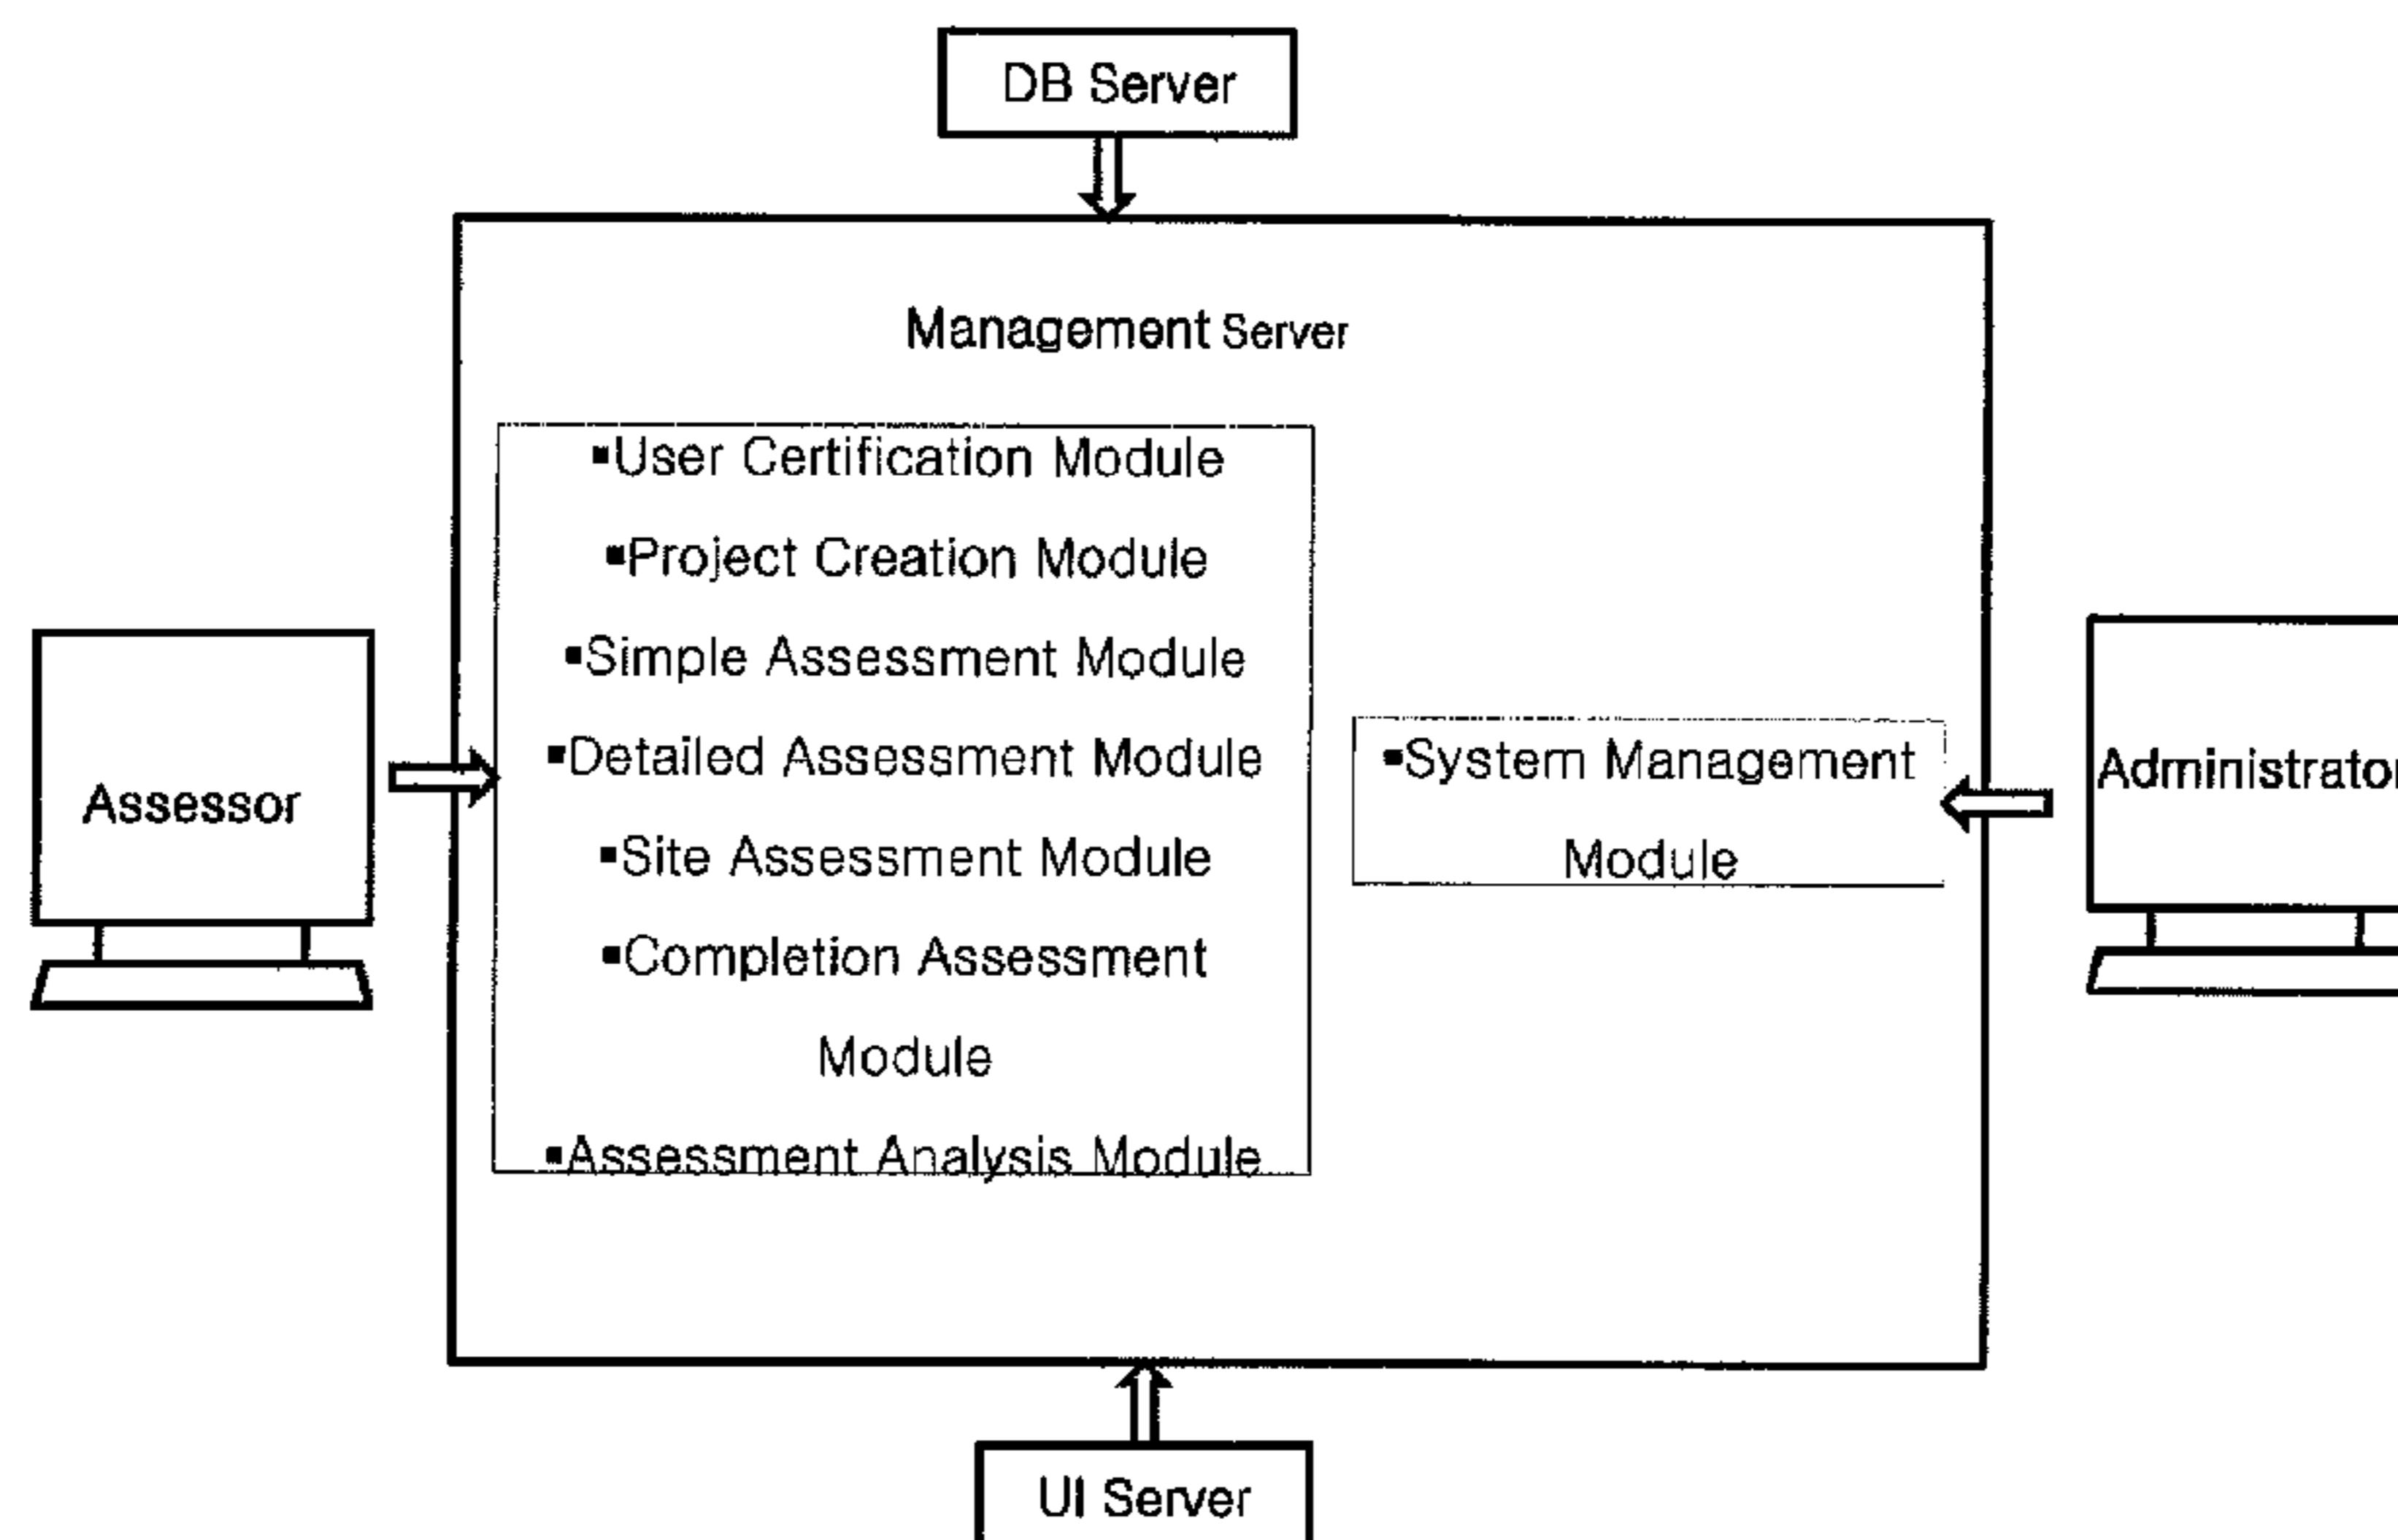 DB Server
Management Server
▪User Certification Module
▪Project Creation Module
▪Simple Assessment Module
▪Detailed Assessment Module
▪Site Assessment Module
▪Completion Assessment
Module
▪Assessment Analysis Module
▪System Management
Module
Assessor
Administrator
UI Server